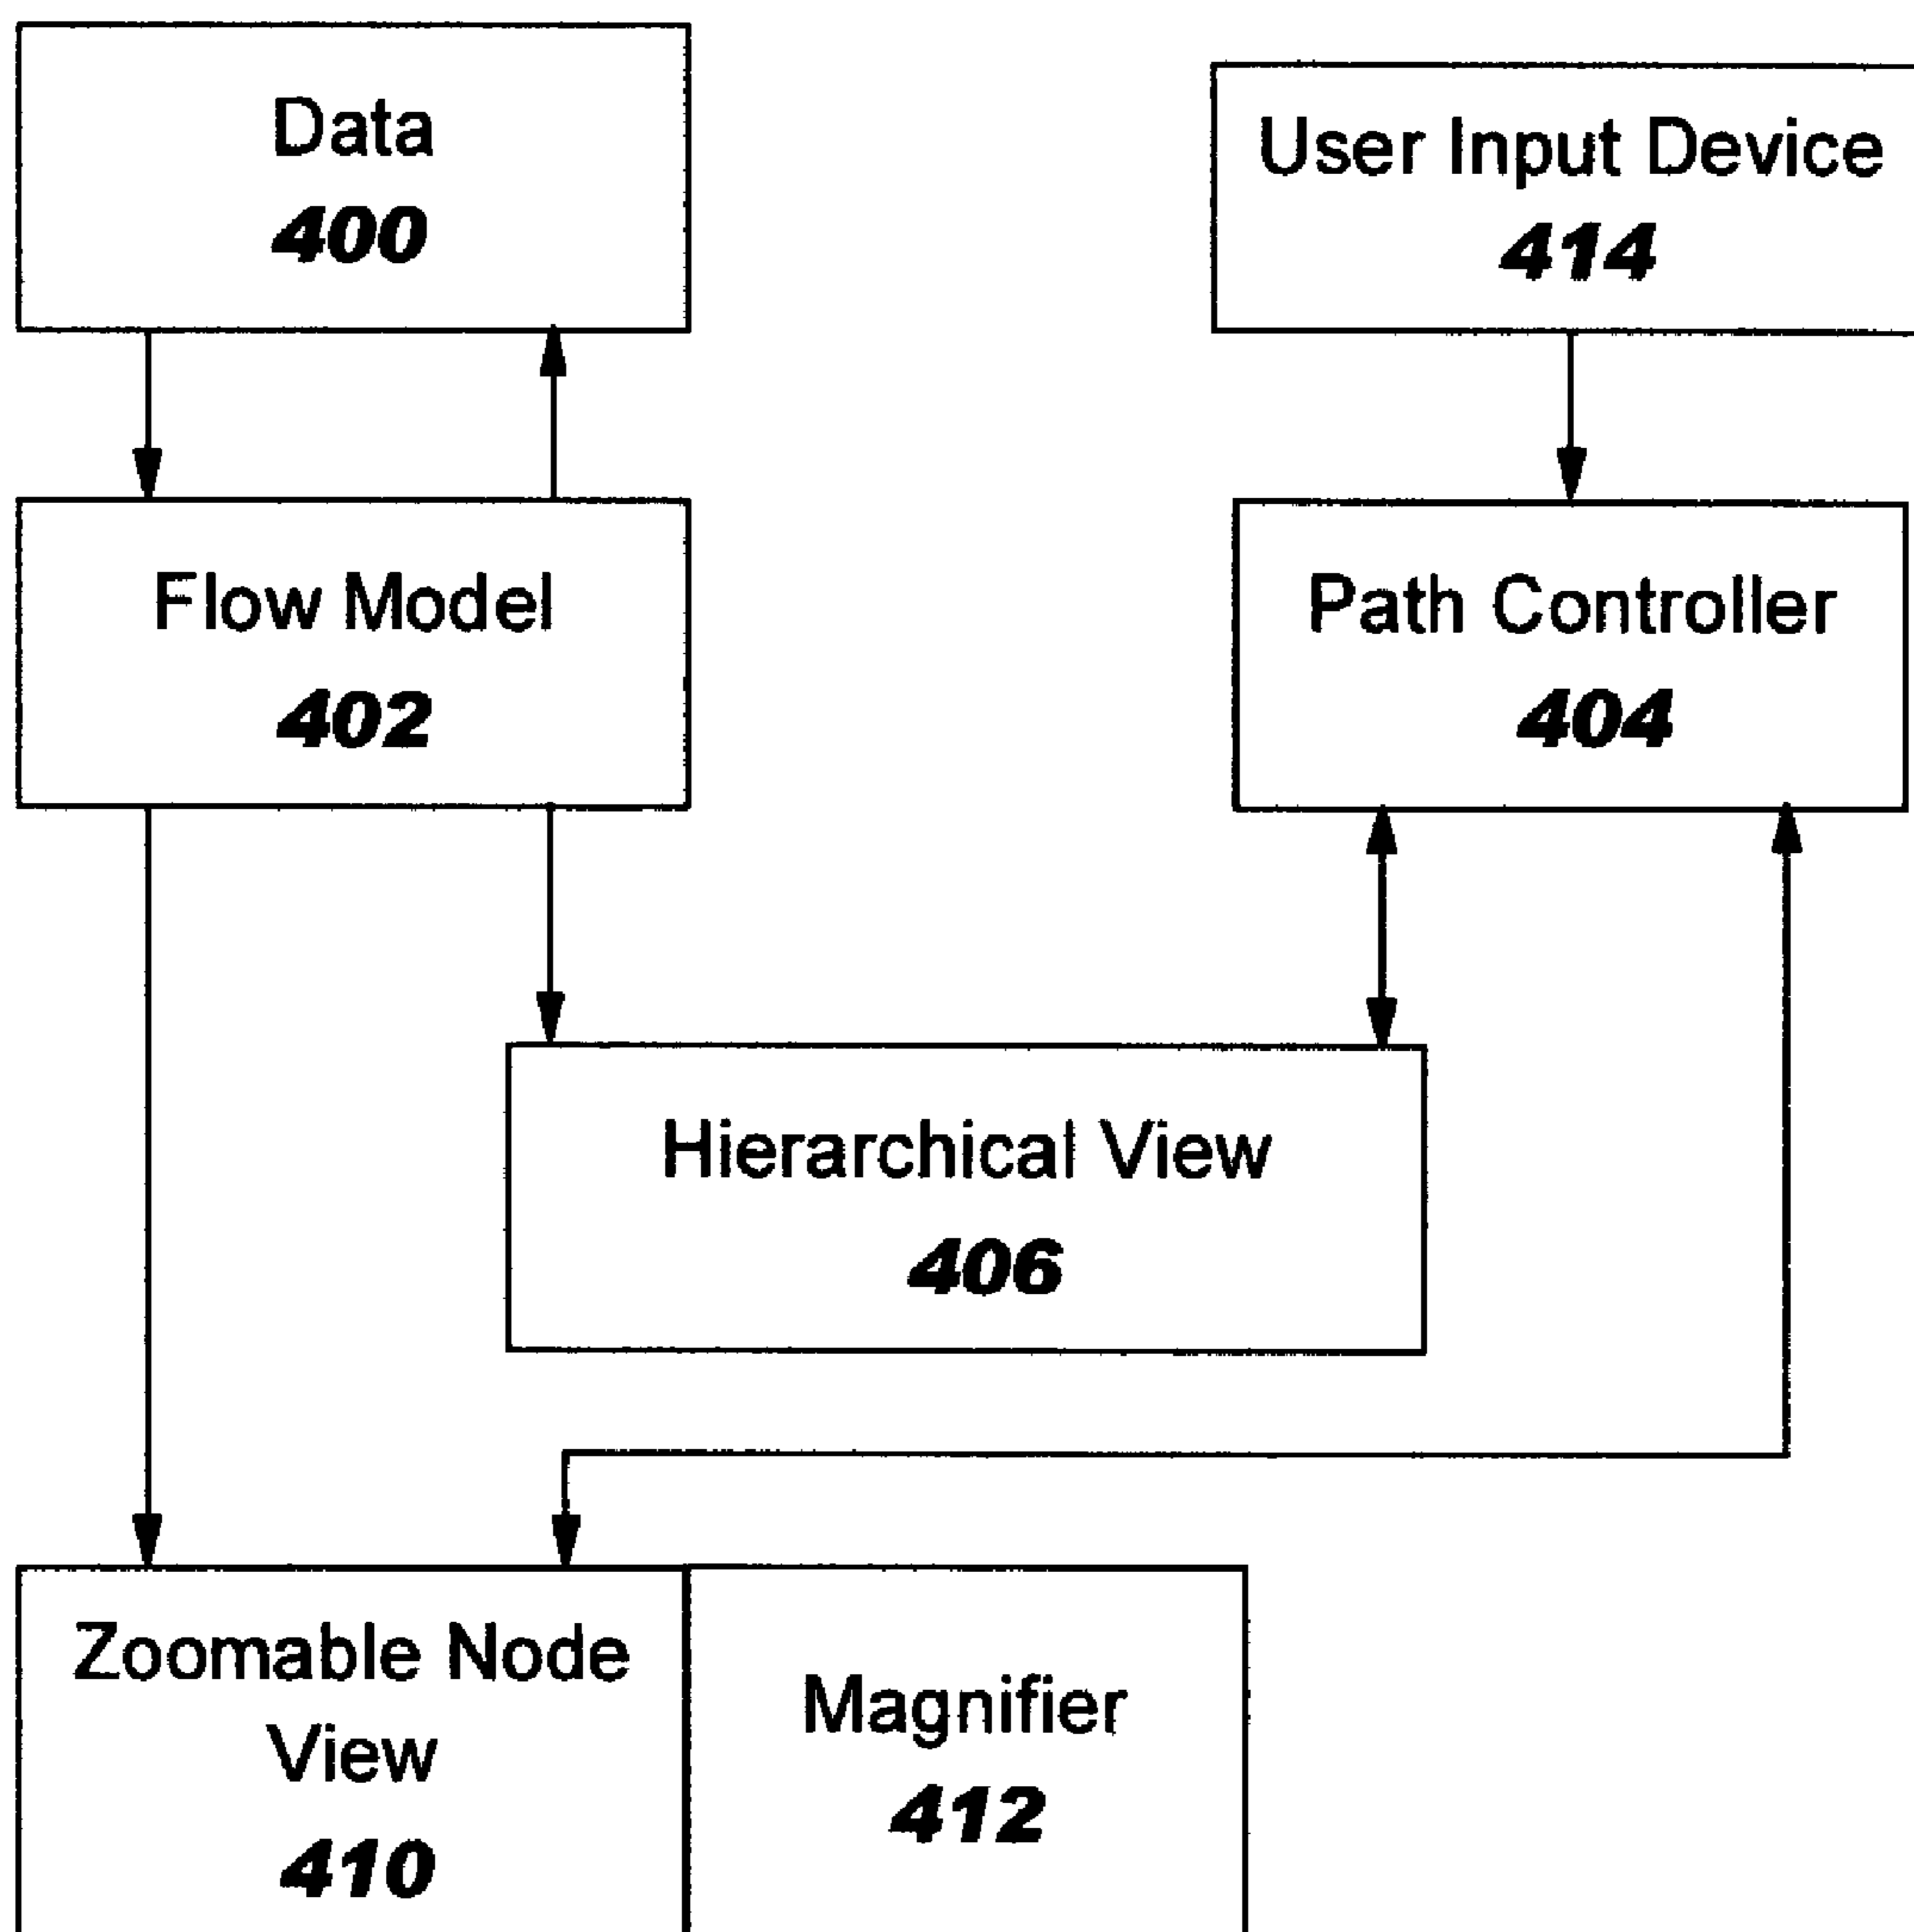 Data
400
User Input Device
414
Flow Model
402
Path Controller
404
Hierarchical View
406
Zoomable Node
View
410
Magnifier
412